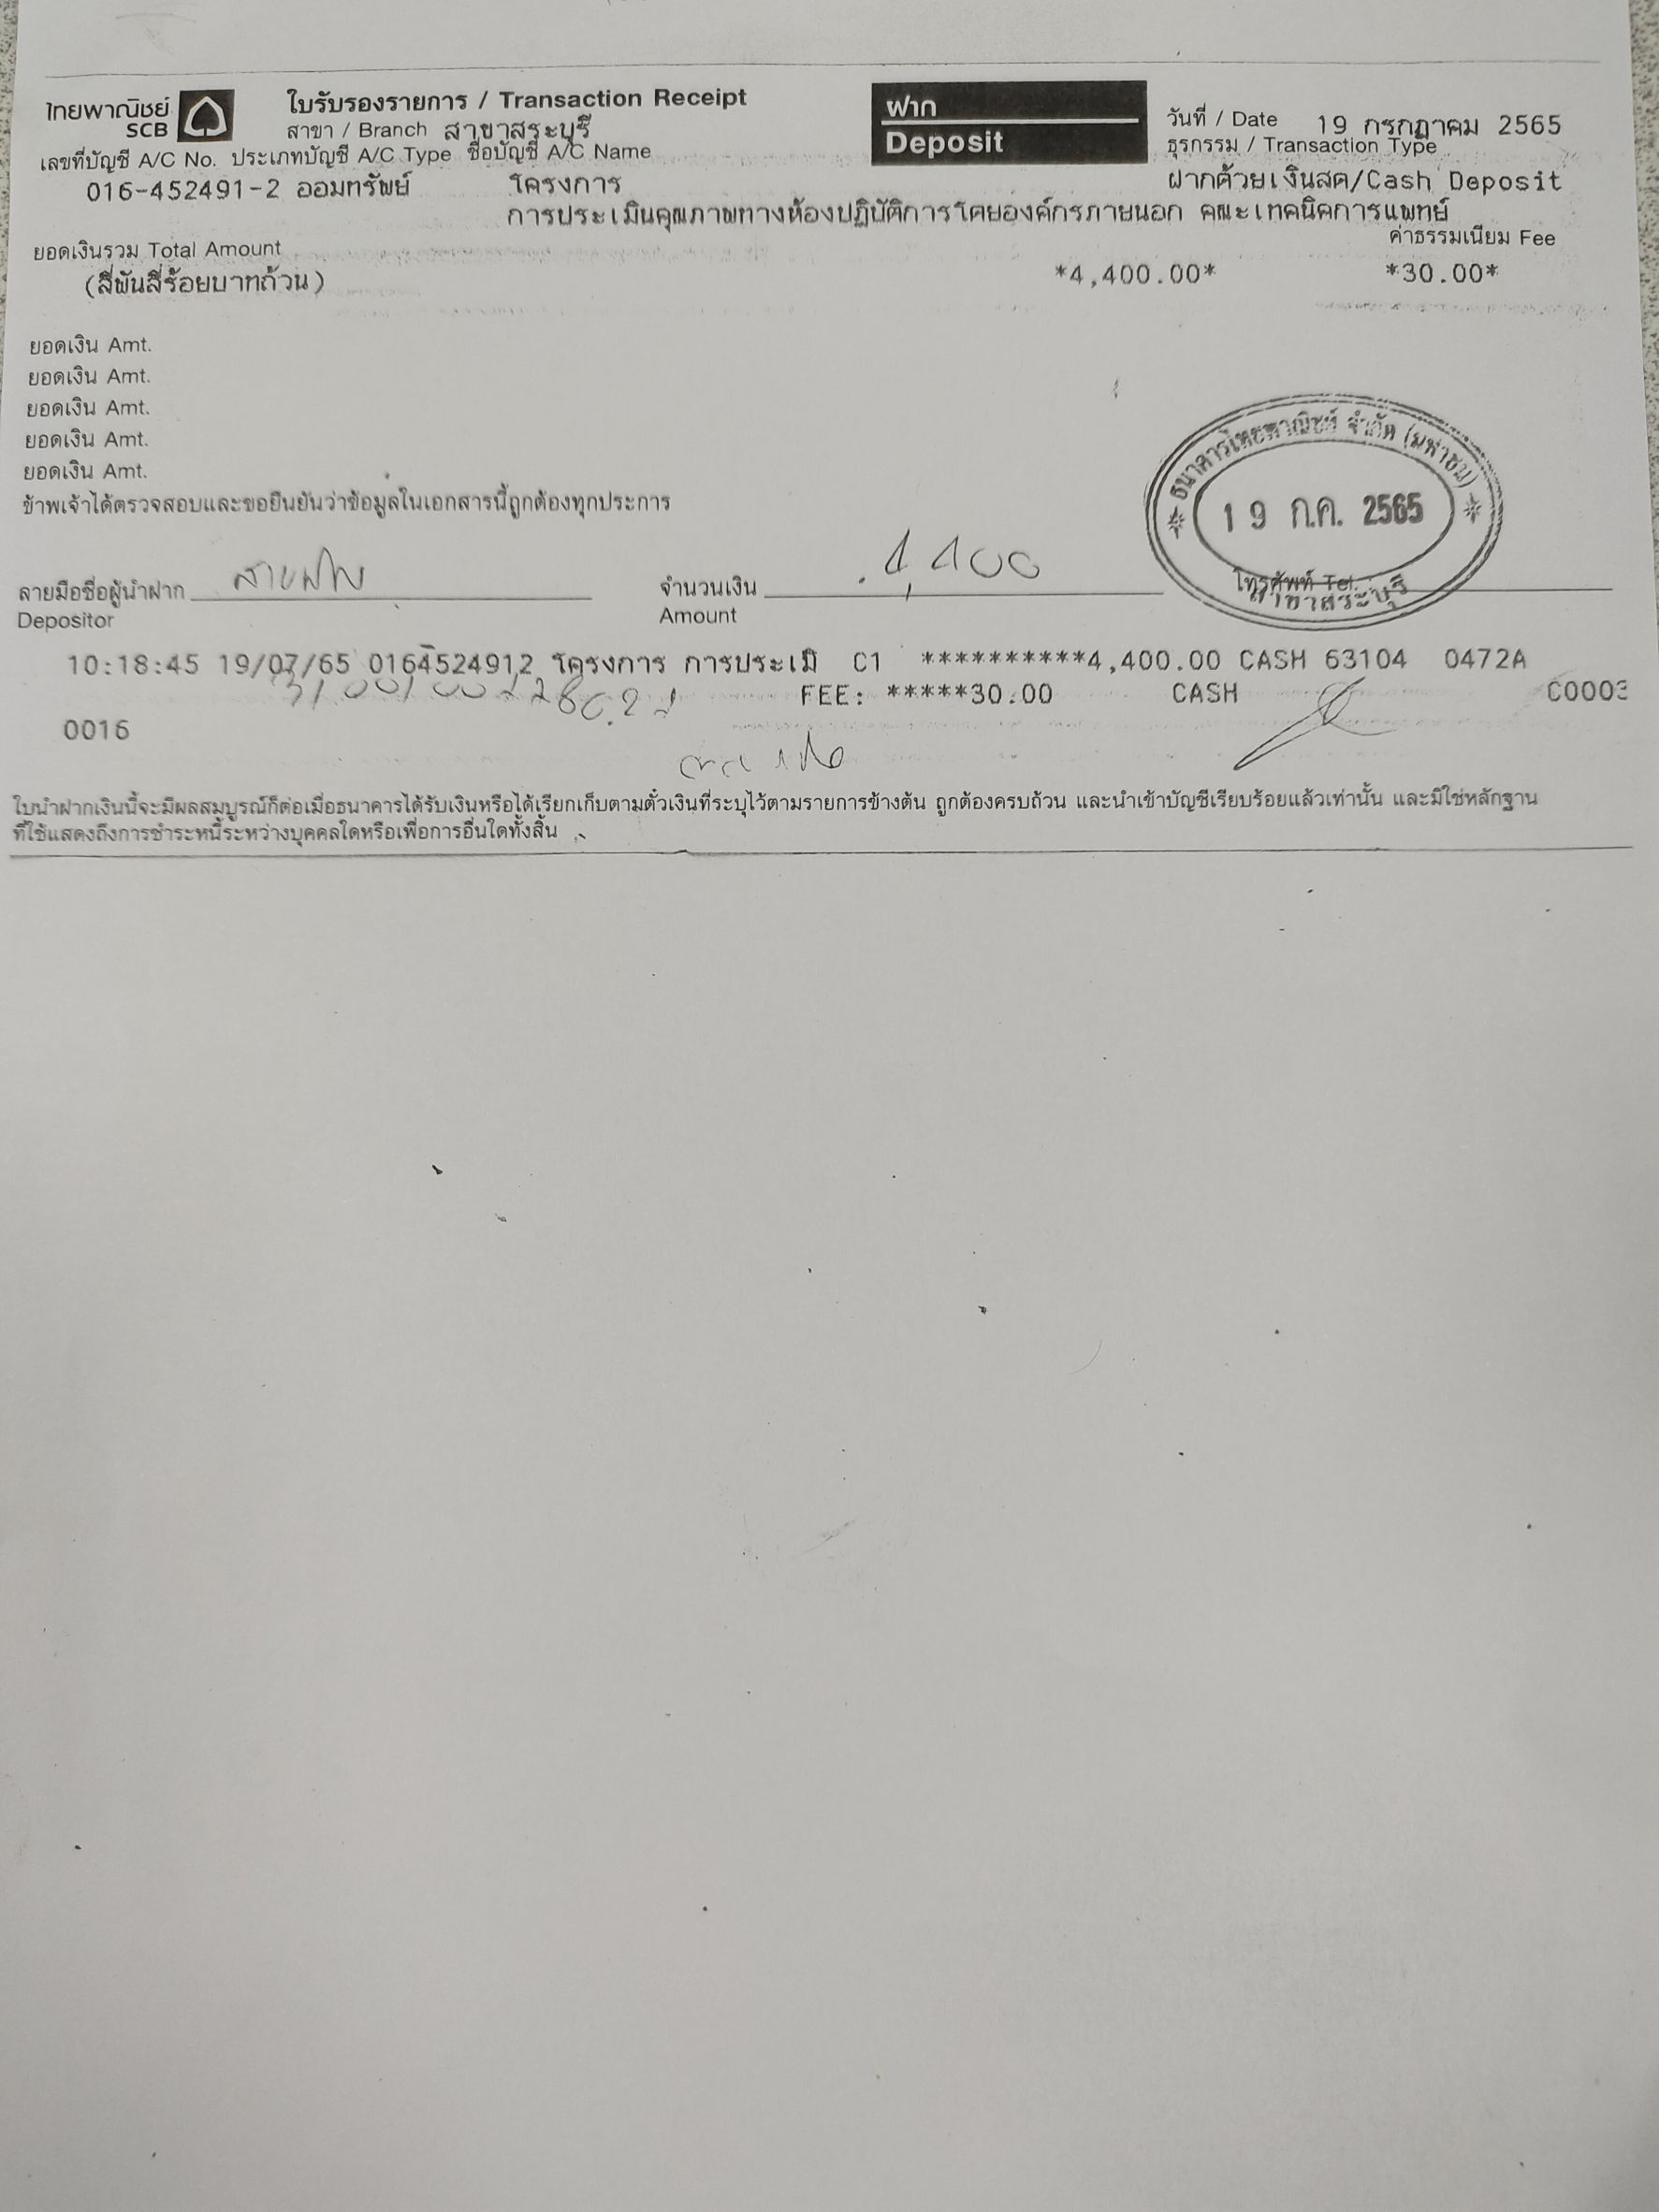 ไทยพาณิชย์ SCB
ใบรับรองรายการ / Transaction Receipt
สาขา / Branch สาขาสระบุรี
ฝาก
Deposit
วันที่ / Date 19 กรกฎาคม 2565
ธุรกรรม / Transaction Type
เลขที่บัญชี A/C No. ประเภทบัญชี A/C Type ชื่อบัญชี A/C Name
016-452491-2 ออมทรัพย์ โครงการ ฝากด้วยเงินสด/Cash Deposit
การประเมินคุณภาพทางห้องปฏิบัติการโดยองค์กรภายนอก คณะเทคนิคการแพทย์
ยอดเงินรวม Total Amount ค่าธรรมเนียม Fee
(สี่พันสี่ร้อยบาทถ้วน) *4,400.00* *30.00*
ยอดเงิน Amt.
ยอดเงิน Amt.
ยอดเงิน Amt.
ยอดเงิน Amt.
ยอดเงิน Amt.
ข้าพเจ้าได้ตรวจสอบและขอยืนยันว่าข้อมูลในเอกสารนี้ถูกต้องทุกประการ
ธนาคารไทยพาณิชย์ จำกัด (มหาชน)
19 ก.ค. 2565
สาขาสระบุรี
ลายมือชื่อผู้นำฝาก สายฝน จำนวนเงิน 4,400 โทรศัพท์ Tel.
Depositor Amount
10:18:45 19/07/65 0164524912 โครงการ การประเมิ C1 **********4,400.00 CASH 63104 0472A
FEE: *****30.00 CASH C0003
0016
ใบนำฝากเงินนี้จะมีผลสมบูรณ์ก็ต่อเมื่อธนาคารได้รับเงินหรือได้เรียกเก็บตามตั๋วเงินที่ระบุไว้ตามรายการข้างต้น ถูกต้องครบถ้วน และนำเข้าบัญชีเรียบร้อยแล้วเท่านั้น และมิใช่หลักฐาน
ที่ใช้แสดงถึงการชำระหนี้ระหว่างบุคคลใดหรือเพื่อการอื่นใดทั้งสิ้น